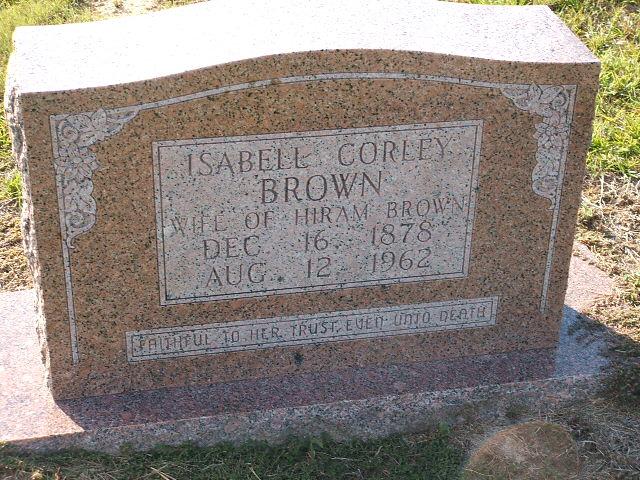 ISABELL CORLEY
BROWN
WIFE OF HIRAM BROWN
DEC. 16, 1878
AUG. 12, 1962
FAITHFUL TO HER TRUST, EVEN UNTO DEATH